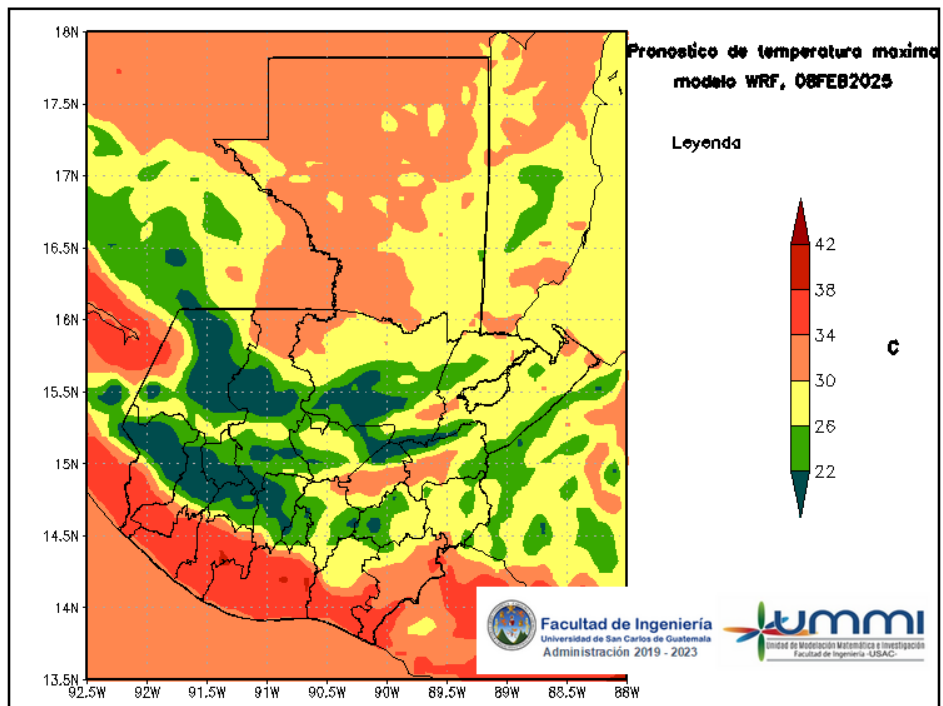 Pronostico de temperatura maxima
modelo WRF, 08FEB2025
Leyenda
42
38
34
30
26
22
C
18N
17.5N
17N
16.5N
16N
15.5N
15N
14.5N
14N
13.5N
92.5W
92W
91.5W
91W
90.5W
90W
89.5W
89W
88.5W
88W
Facultad de Ingeniería
Universidad de San Carlos de Guatemala
Administración 2019 - 2023
UMMI
Unidad de Modelación Matemática e Investigación
Facultad de Ingeniería -USAC-